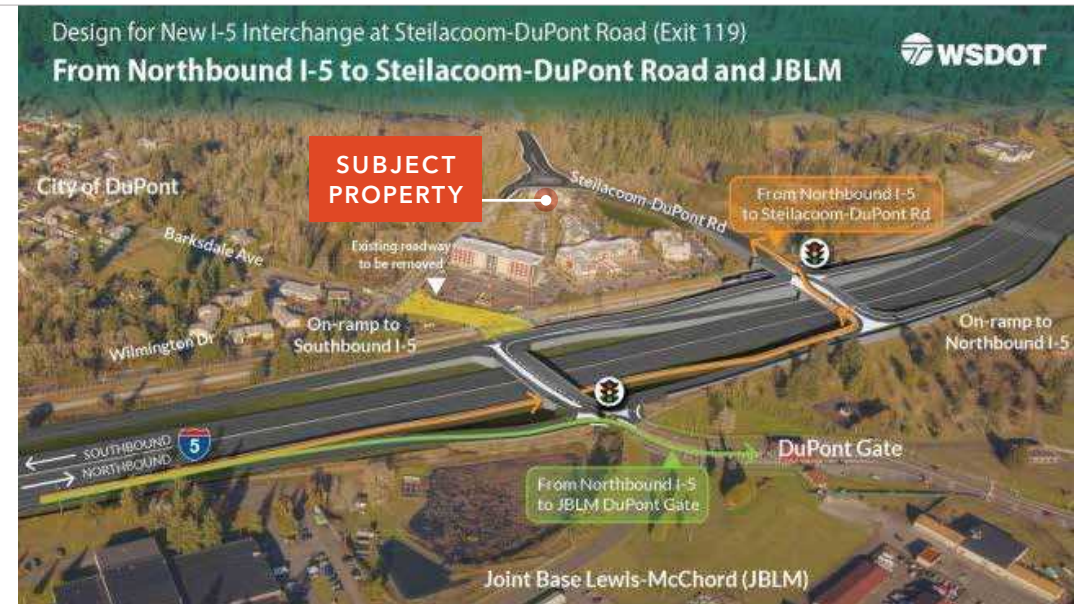 Design for New I-5 Interchange at Steilacoom-DuPont Road (Exit 119)
From Northbound I-5 to Steilacoom-DuPont Road and JBLM
WSDOT
SUBJECT
PROPERTY
City of DuPont
Steilacoom-DuPont Rd
From Northbound I-5
to Steilacoom-DuPont Rd
Barksdale Ave
Existing roadway
to be removed
On-ramp to
Southbound I-5
Wilmington Dr
On-ramp to
Northbound I-5
SOUTHBOUND
NORTHBOUND
5
DuPont Gate
From Northbound I-5
to JBLM DuPont Gate
Joint Base Lewis-McChord (JBLM)